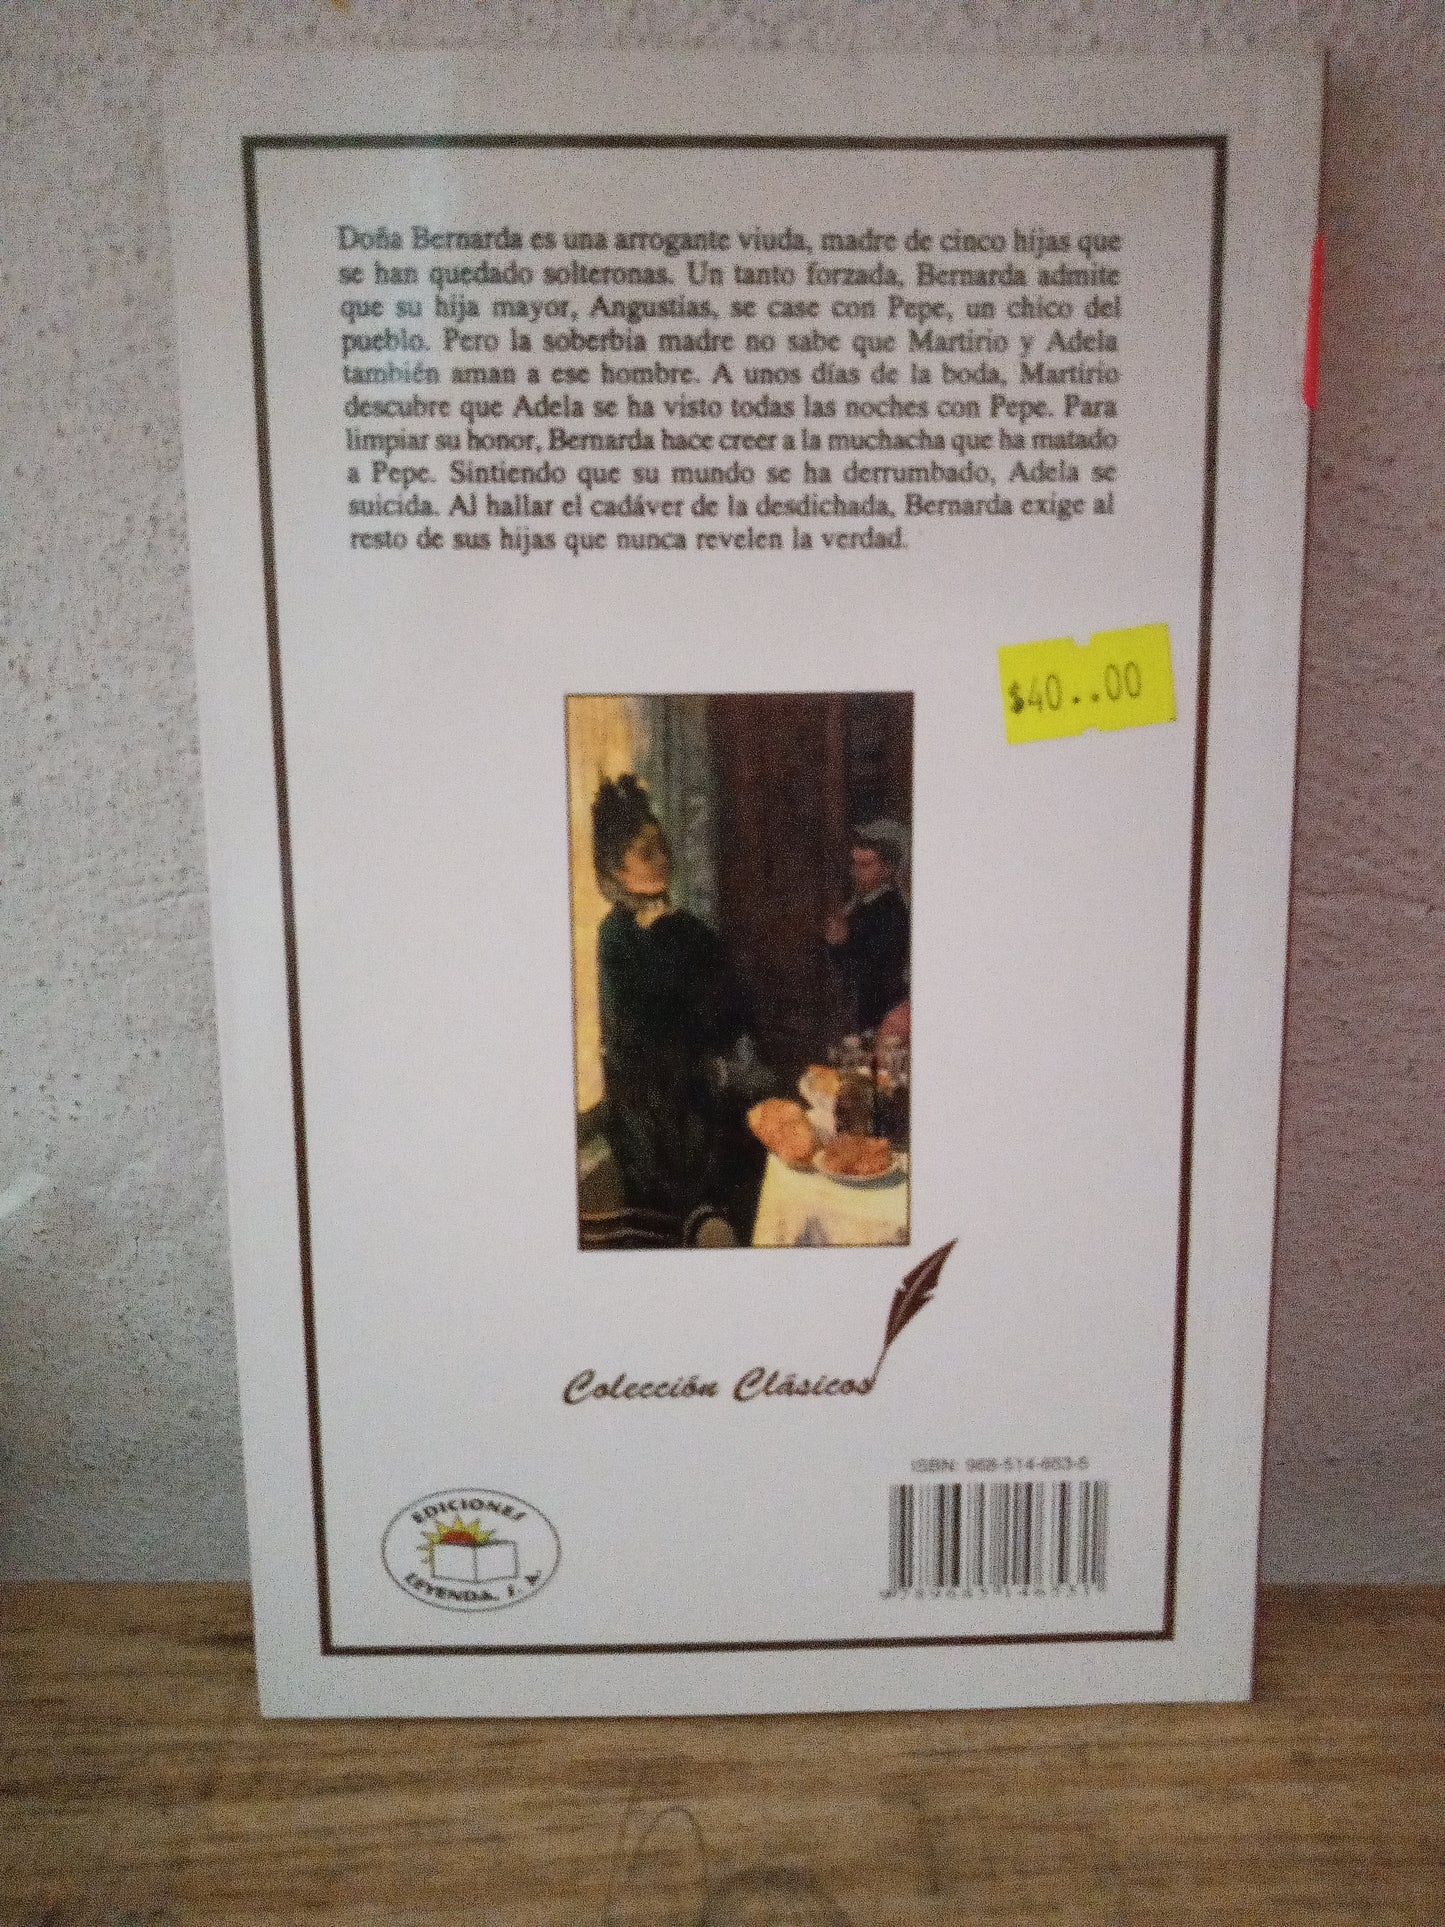 Doña Bernarda es una arrogante viuda, madre de cinco hijas que
se han quedado solteronas. Un tanto forzada, Bernarda admite
que su hija mayor, Angustias, se case con Pepe, un chico del
pueblo. Pero la soberbia madre no sabe que Martirio y Adela
también aman a ese hombre. A unos días de la boda, Martirio
descubre que Adela se ha visto todas las noches con Pepe. Para
limpiar su honor, Bernarda hace creer a la muchacha que ha matado
a Pepe. Sintiendo que su mundo se ha derrumbado, Adela se
suicida. Al hallar el cadáver de la desdichada, Bernarda exige al
resto de sus hijas que nunca revelen la verdad.
$40..00
Colección Clásicos
ISBN: 968-514-653-5
EDICIONES
LEYENDA, S. A.